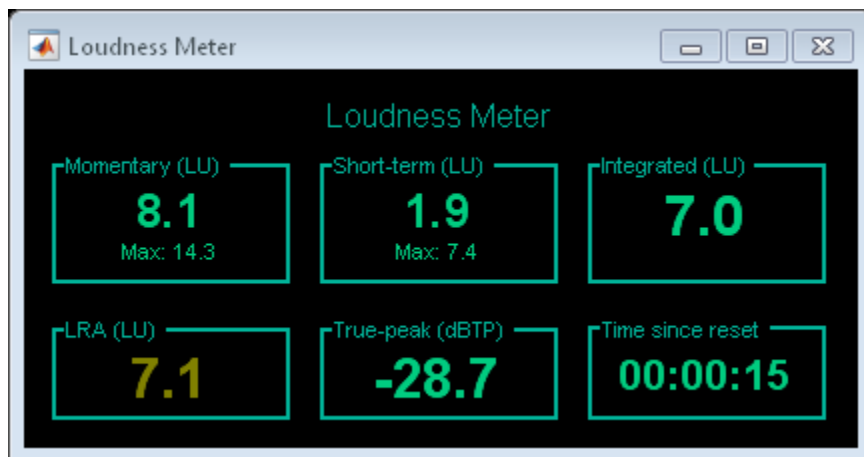 Loudness Meter
Loudness Meter
Momentary (LU)
8.1
Max: 14.3
Short-term (LU)
1.9
Max: 7.4
Integrated (LU)
7.0
LRA (LU)
7.1
True-peak (dBTP)
-28.7
Time since reset
00:00:15